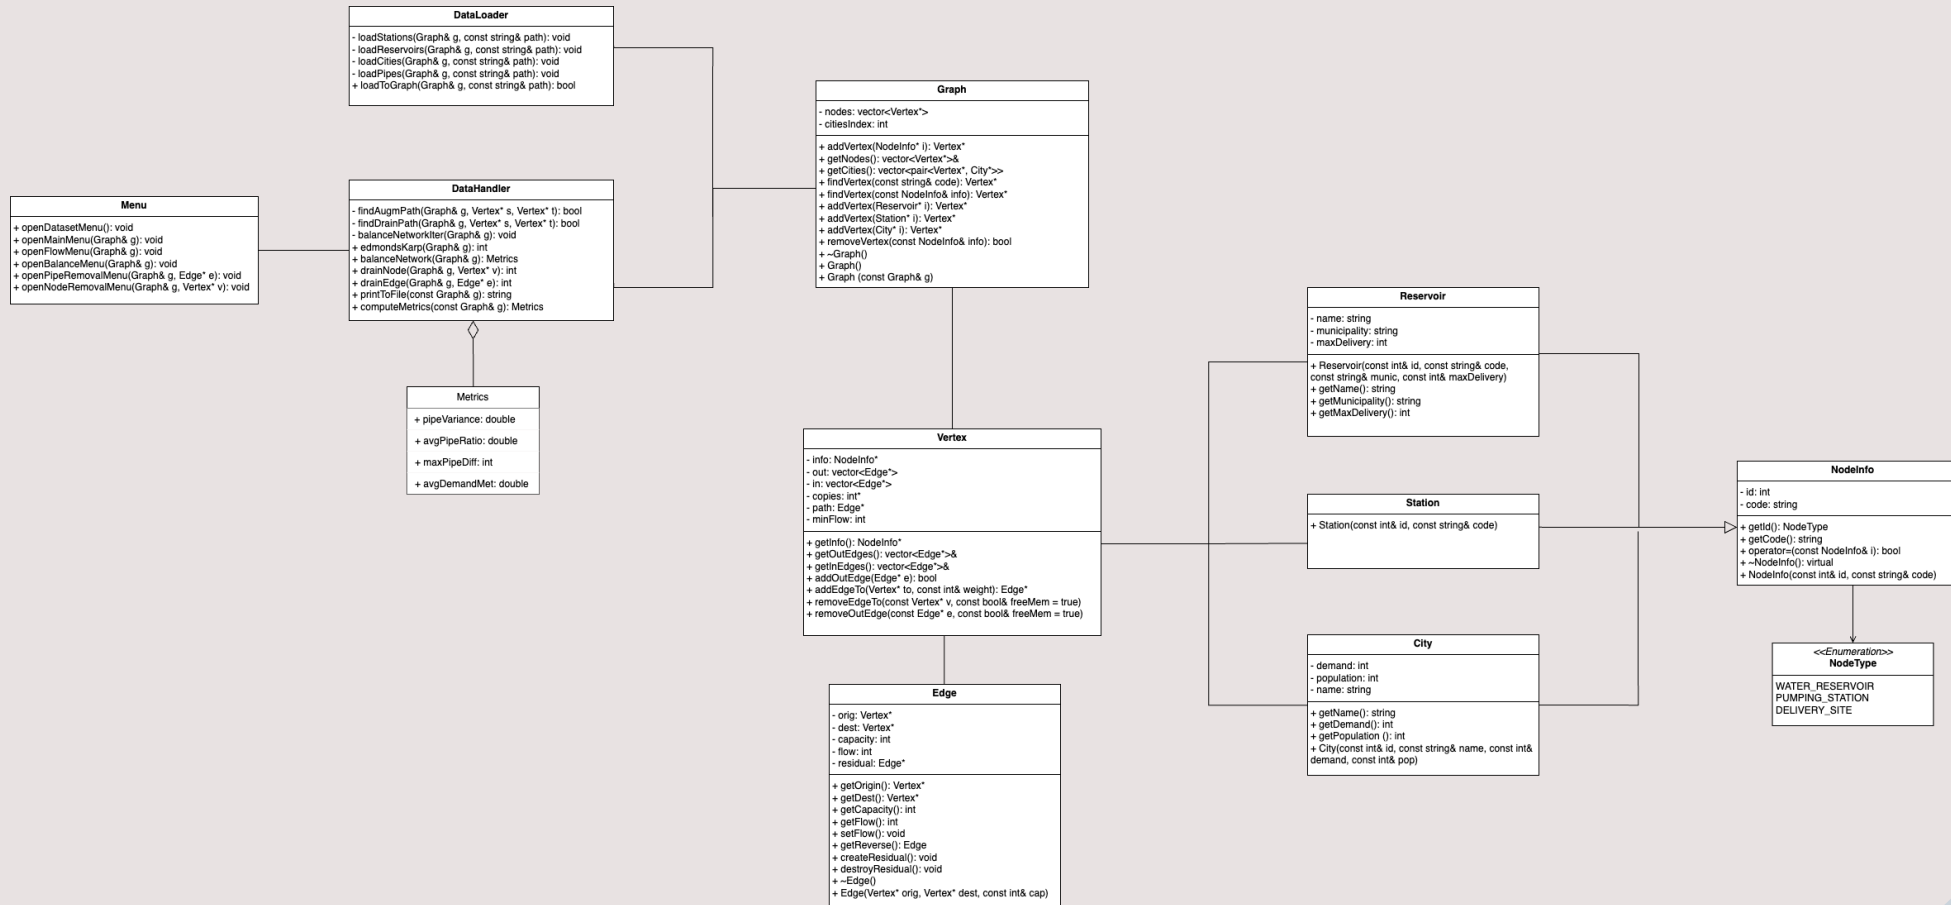 DataLoader
- loadStations(Graph& g, const string& path): void
- loadReservoirs(Graph& g, const string& path): void
- loadCities(Graph& g, const string& path): void
- loadPipes(Graph& g, const string& path): void
+ loadToGraph(Graph& g, const string& path): bool
Menu
+ openDatasetMenu(): void
+ openMainMenu(Graph& g): void
+ openFlowMenu(Graph& g): void
+ openBalanceMenu(Graph& g): void
+ openPipeRemovalMenu(Graph& g, Edge* e): void
+ openNodeRemovalMenu(Graph& g, Vertex* v): void
DataHandler
- findAugmPath(Graph& g, Vertex* s, Vertex* t): bool
- findDrainPath(Graph& g, Vertex* s, Vertex* t): bool
- balanceNetworkIter(Graph& g): void
+ edmondsKarp(Graph& g): int
+ balanceNetwork(Graph& g): Metrics
+ drainNode(Graph& g, Vertex* v): int
+ drainEdge(Graph& g, Edge* e): int
+ printToFile(const Graph& g): string
+ computeMetrics(const Graph& g): Metrics
Metrics
+ pipeVariance: double
+ avgPipeRatio: double
+ maxPipeDiff: int
+ avgDemandMet: double
Graph
- nodes: vector<Vertex*>
- citiesIndex: int
+ addVertex(NodeInfo* i): Vertex*
+ getNodes(): vector<Vertex*>&
+ getCities(): vector<pair<Vertex*, City*>>
+ findVertex(const string& code): Vertex*
+ findVertex(const NodeInfo& info): Vertex*
+ addVertex(Reservoir* i): Vertex*
+ addVertex(Station* i): Vertex*
+ addVertex(City* i): Vertex*
+ removeVertex(const NodeInfo& info): bool
+ ~Graph()
+ Graph()
+ Graph (const Graph& g)
Vertex
- info: NodeInfo*
- out: vector<Edge*>
- in: vector<Edge*>
- copies: int*
- path: Edge*
- minFlow: int
+ getInfo(): NodeInfo*
+ getOutEdges(): vector<Edge*>&
+ getInEdges(): vector<Edge*>&
+ addOutEdge(Edge* e): bool
+ addEdgeTo(Vertex* to, const int& weight): Edge*
+ removeEdgeTo(const Vertex* v, const bool& freeMem = true)
+ removeOutEdge(const Edge* e, const bool& freeMem = true)
Edge
- orig: Vertex*
- dest: Vertex*
- capacity: int
- flow: int
- residual: Edge*
+ getOrigin(): Vertex*
+ getDest(): Vertex*
+ getCapacity(): int
+ getFlow(): int
+ setFlow(): void
+ getReverse(): Edge
+ createResidual(): void
+ destroyResidual(): void
+ ~Edge()
+ Edge(Vertex* orig, Vertex* dest, const int& cap)
Reservoir
- name: string
- municipality: string
- maxDelivery: int
+ Reservoir(const int& id, const string& code,
const string& munic, const int& maxDelivery)
+ getName(): string
+ getMunicipality(): string
+ getMaxDelivery(): int
Station
+ Station(const int& id, const string& code)
City
- demand: int
- population: int
- name: string
+ getName(): string
+ getDemand(): int
+ getPopulation (): int
+ City(const int& id, const string& name, const int&
demand, const int& pop)
NodeInfo
- id: int
- code: string
+ getId(): NodeType
+ getCode(): string
+ operator=(const NodeInfo& i): bool
+ ~NodeInfo(): virtual
+ NodeInfo(const int& id, const string& code)
<<Enumeration>>
NodeType
WATER_RESERVOIR
PUMPING_STATION
DELIVERY_SITE